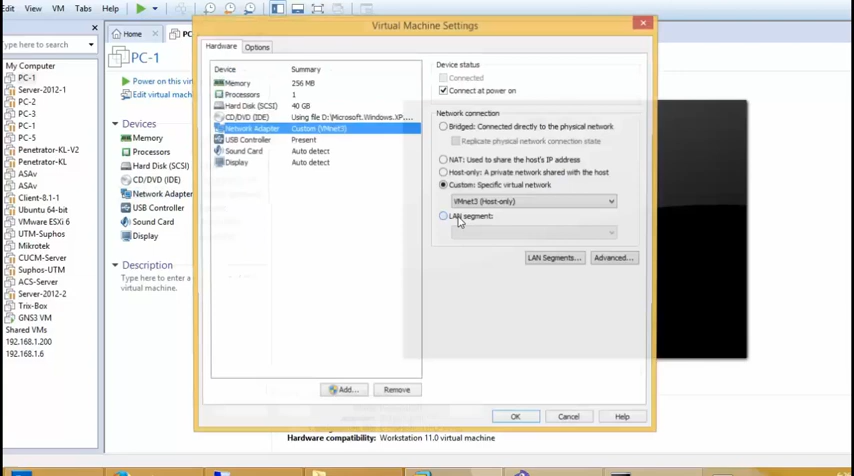 Edit View VM Tabs Help
Virtual Machine Settings
ype here to search
Home
My Computer
PC-1
Server-2012-1
PC-2
PC-3
PC-1
PC-5
Penetrator-KL-V2
Penetrator-KL
ASAv
ASAv
Client-8.1-1
Ubuntu 64-bit
VMware ESXi 6
UTM-Suphos
Mikrotek
CUCM-Server
Suphos-UTM
ACS-Server
Server-2012-2
Trix-Box
GNS3 VM
Shared VMs
192.168.1.200
192.168.1.6
PC-1
Power on this vir
Edit virtual mach
Devices
Memory
Processors
Hard Disk (SCSI)
CD/DVD (IDE)
Network Adapter
USB Controller
Sound Card
Display
Description
Type here to enter a
virtual machine.
Hardware Options
Device Summary
Memory 256 MB
Processors 1
Hard Disk (SCSI) 40 GB
CD/DVD (IDE) Using file D:\Microsoft.Windows.XP....
Network Adapter Custom (VMnet3)
USB Controller Present
Sound Card Auto detect
Display Auto detect
Add... Remove
Device status
Connected
Connect at power on
Network connection
Bridged: Connected directly to the physical network
Replicate physical network connection state
NAT: Used to share the host's IP address
Host-only: A private network shared with the host
Custom: Specific virtual network
VMnet3 (Host-only)
LAN segment:
LAN Segments... Advanced...
OK Cancel Help
Hardware compatibility: Workstation 11.0 virtual machine